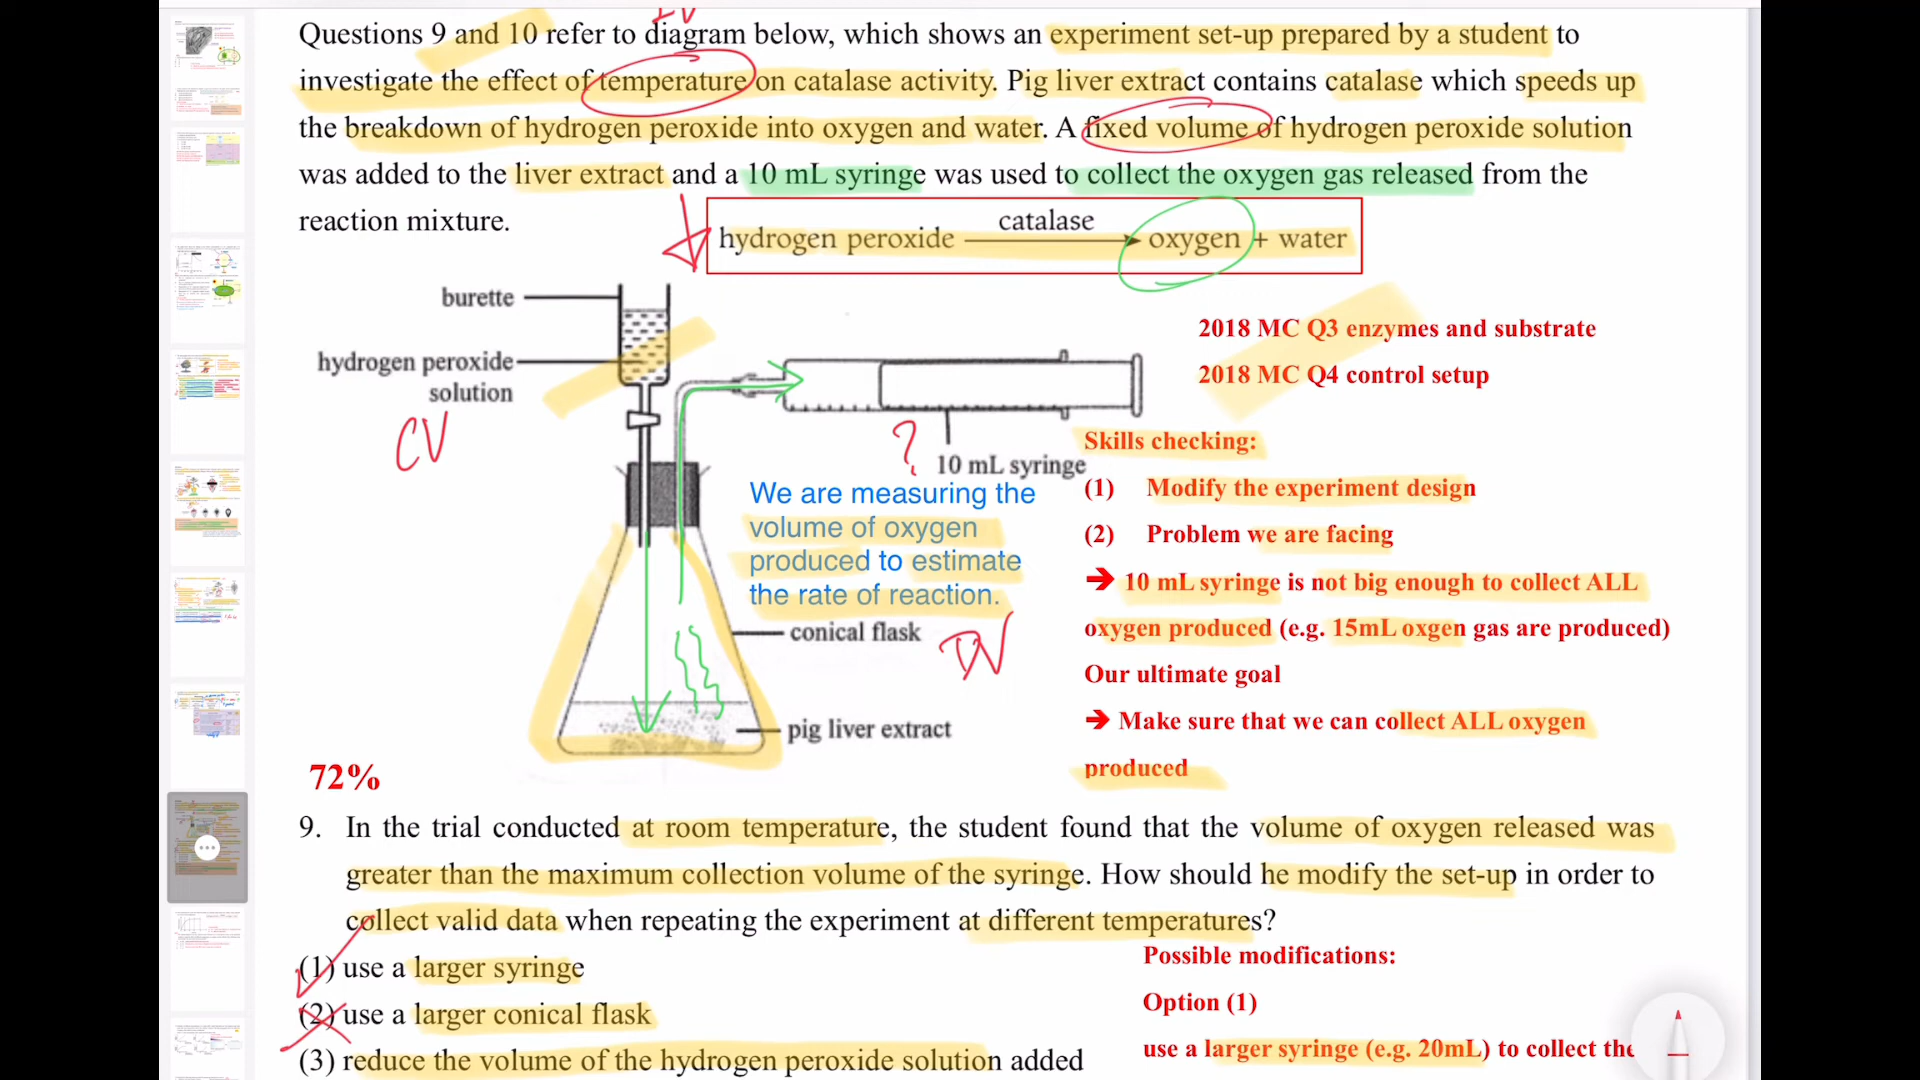 IV
Questions 9 and 10 refer to diagram below, which shows an experiment set-up prepared by a student to
investigate the effect of temperature on catalase activity. Pig liver extract contains catalase which speeds up
the breakdown of hydrogen peroxide into oxygen and water. A fixed volume of hydrogen peroxide solution
was added to the liver extract and a 10 mL syringe was used to collect the oxygen gas released from the
reaction mixture.
catalase
hydrogen peroxide → oxygen + water
burette
hydrogen peroxide
solution
CV
?
10 mL syringe
We are measuring the
volume of oxygen
produced to estimate
the rate of reaction.
DV
conical flask
pig liver extract
2018 MC Q3 enzymes and substrate
2018 MC Q4 control setup
Skills checking:
(1) Modify the experiment design
(2) Problem we are facing
➔ 10 mL syringe is not big enough to collect ALL
oxygen produced (e.g. 15mL oxgen gas are produced)
Our ultimate goal
➔ Make sure that we can collect ALL oxygen
produced
72%
9. In the trial conducted at room temperature, the student found that the volume of oxygen released was
greater than the maximum collection volume of the syringe. How should he modify the set-up in order to
collect valid data when repeating the experiment at different temperatures?
(1) use a larger syringe
(2) use a larger conical flask
(3) reduce the volume of the hydrogen peroxide solution added
Possible modifications:
Option (1)
use a larger syringe (e.g. 20mL) to collect the